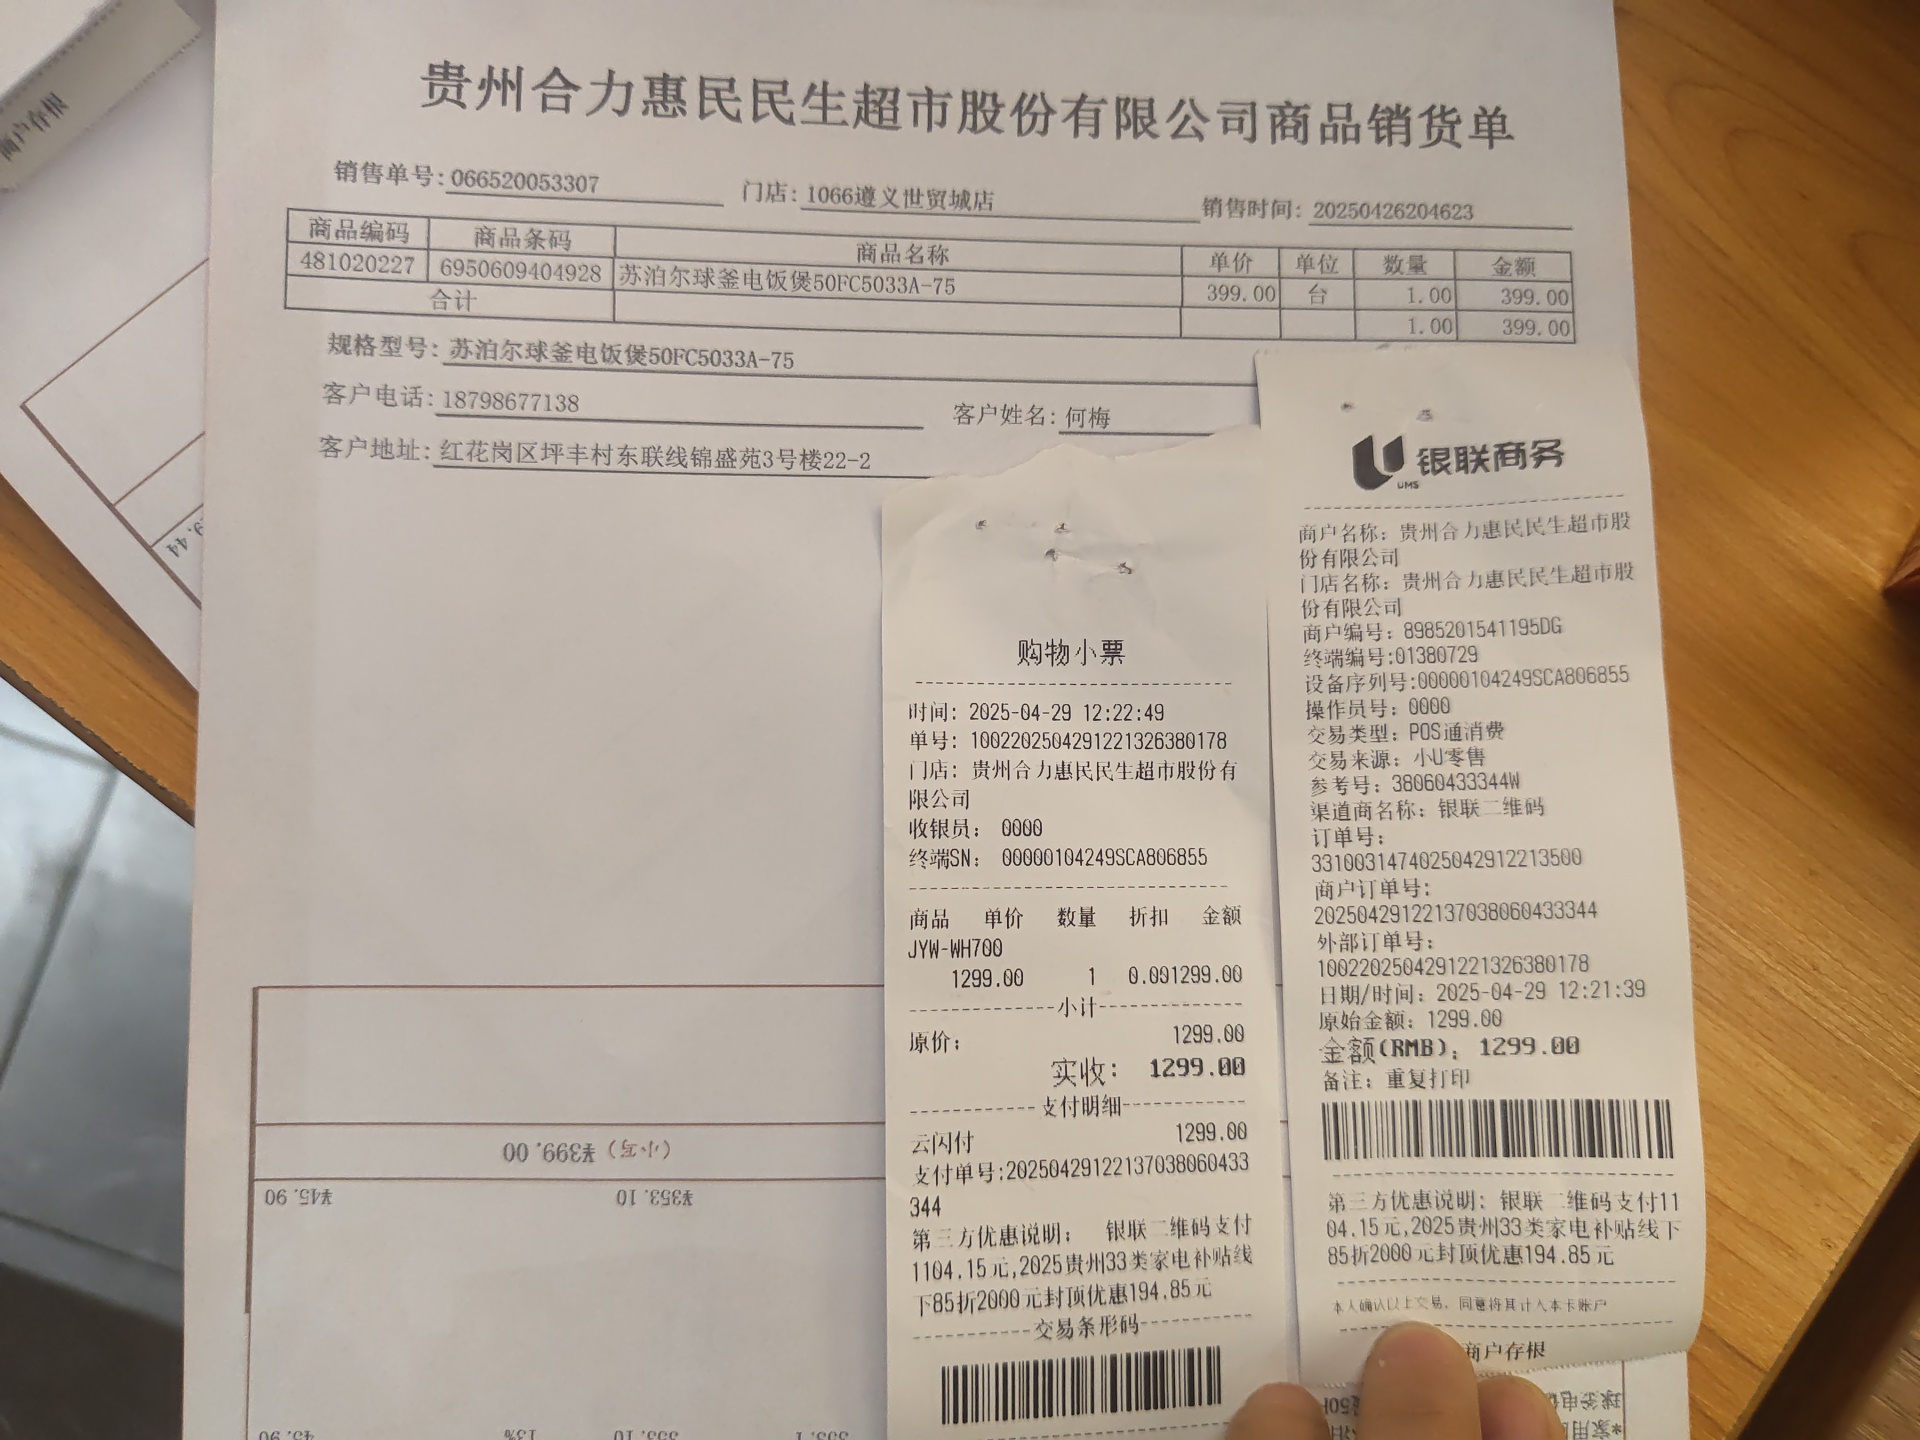 贵州合力惠民民生超市股份有限公司商品销货单
销售单号:066520053307 门店:1066遵义世贸城店 销售时间:20250426204623
商品编码 商品条码 商品名称 单价 单位 数量 金额
481020227 6950609404928 苏泊尔球釜电饭煲50FC5033A-75 399.00 台 1.00 399.00
合计 1.00 399.00
规格型号:苏泊尔球釜电饭煲50FC5033A-75
客户电话:18798677138 客户姓名:何梅
客户地址:红花岗区坪丰村东联线锦盛苑3号楼22-2
购物小票
时间: 2025-04-29 12:22:49
单号: 1002202504291221326380178
门店: 贵州合力惠民民生超市股份有
限公司
收银员: 0000
终端SN: 00000104249SCA806855
商品 单价 数量 折扣 金额
JYW-WH700
1299.00 1 0.001299.00
小计
原价: 1299.00
实收: 1299.00
支付明细
云闪付 1299.00
支付单号:202504291221370380604 33
344
第三方优惠说明: 银联二维码支付
1104.15元,2025贵州33类家电补贴线
下85折2000元封顶优惠194.85元
交易条形码
银联商务
UMS
商户名称: 贵州合力惠民民生超市股
份有限公司
门店名称: 贵州合力惠民民生超市股
份有限公司
商户编号: 8985201541195DG
终端编号:01380729
设备序列号:00000104249SCA806855
操作员号: 0000
交易类型: POS通消费
交易来源: 小U零售
参考号: 38060433344W
渠道商名称: 银联二维码
订单号:
3310031474025042912213500
商户订单号:
20250429122137038060433344
外部订单号:
1002202504291221326380178
日期/时间: 2025-04-29 12:21:39
原始金额: 1299.00
金额(RMB): 1299.00
备注: 重复打印
第三方优惠说明: 银联二维码支付11
04.15元,2025贵州33类家电补贴线下
85折2000元封顶优惠194.85元
本人确认以上交易，同意将其计入本卡账户
商户存根
(小写) ¥399.00
¥353.10 ¥45.90
13% 45.90